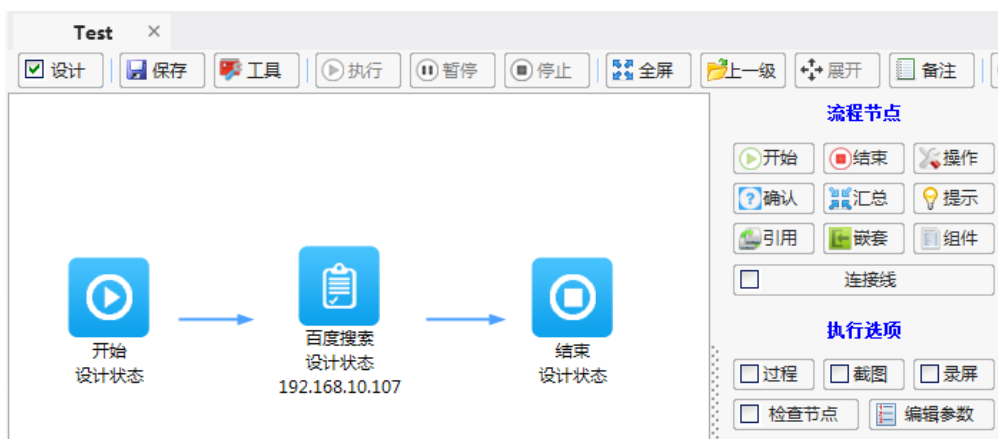 Test ×
设计 保存 工具 执行 暂停 停止 全屏 上一级 展开 备注
流程节点
开始 结束 操作
确认 汇总 提示
引用 嵌套 组件
连接线
执行选项
过程 截图 录屏
检查节点 编辑参数
开始
设计状态
百度搜索
设计状态
192.168.10.107
结束
设计状态